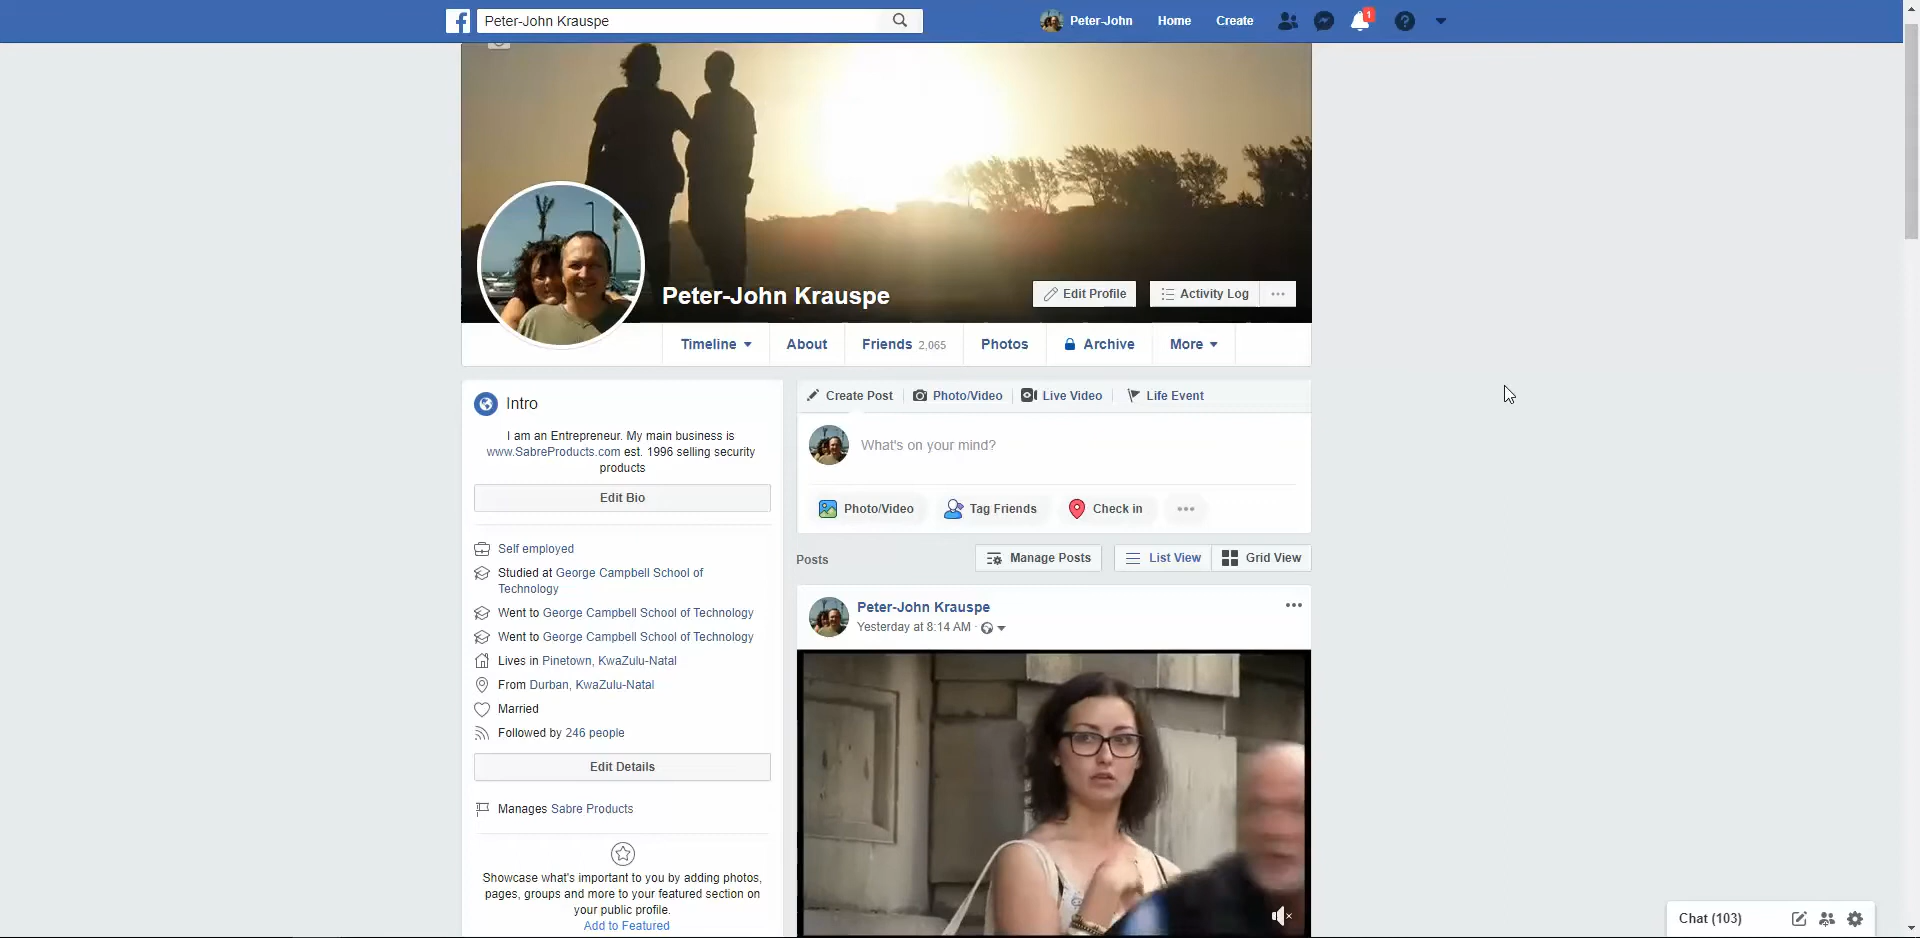 Peter-John Krauspe
Peter-John
Home
Create
1
Peter-John Krauspe
Edit Profile
Activity Log
Timeline
About
Friends 2,065
Photos
Archive
More
Intro
I am an Entrepreneur. My main business is
www.SabreProducts.com est. 1996 selling security
products
Edit Bio
Self employed
Studied at George Campbell School of
Technology
Went to George Campbell School of Technology
Went to George Campbell School of Technology
Lives in Pinetown, KwaZulu-Natal
From Durban, KwaZulu-Natal
Married
Followed by 246 people
Edit Details
Manages Sabre Products
Showcase what's important to you by adding photos,
pages, groups and more to your featured section on
your public profile.
Add to Featured
Create Post
Photo/Video
Live Video
Life Event
What's on your mind?
Photo/Video
Tag Friends
Check in
Posts
Manage Posts
List View
Grid View
Peter-John Krauspe
Yesterday at 8:14 AM ·
Chat (103)